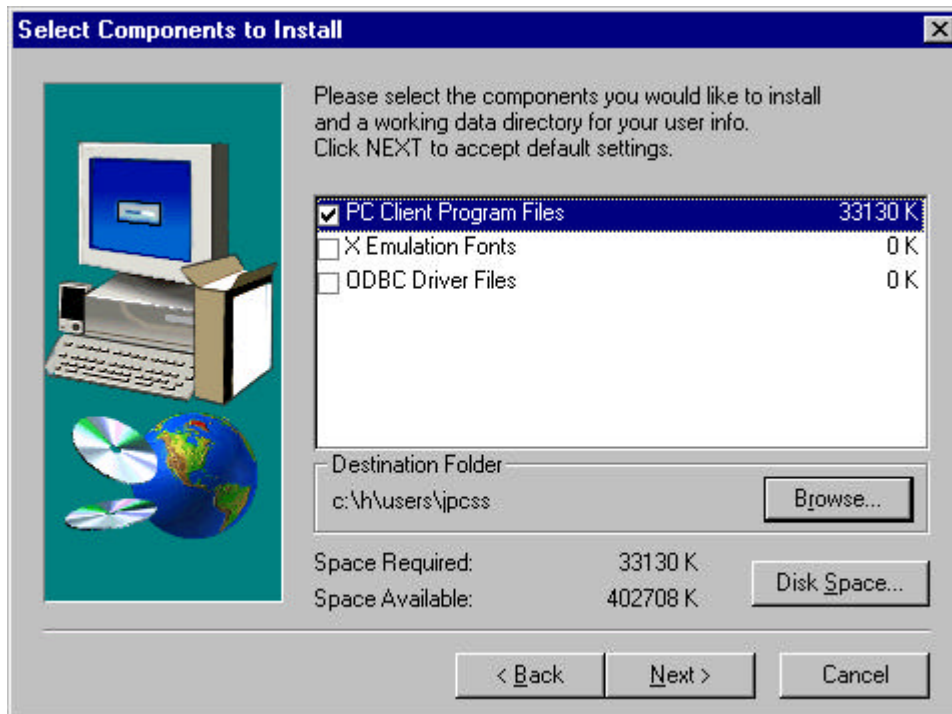 Select Components to Install
Please select the components you would like to install
and a working data directory for your user info.
Click NEXT to accept default settings.
PC Client Program Files 33130 K
X Emulation Fonts 0 K
ODBC Driver Files 0 K
Destination Folder
c:\h\users\jpcss
Browse...
Space Required: 33130 K
Space Available: 402708 K
Disk Space...
< Back
Next >
Cancel